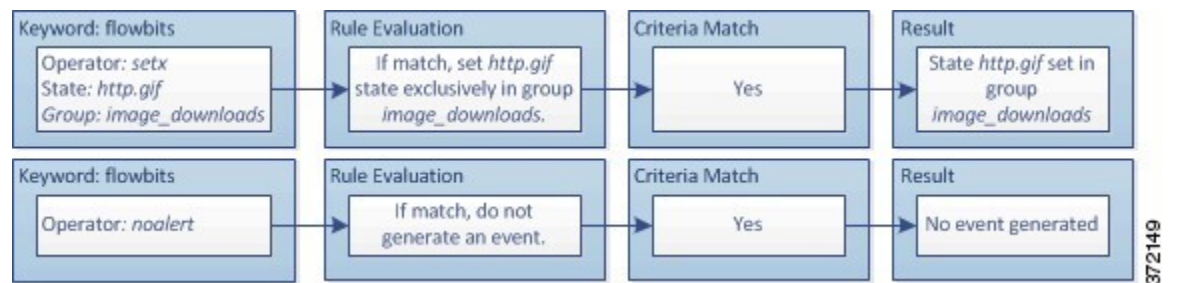 Keyword: flowbits
Operator: setx
State: http.gif
Group: image_downloads
Rule Evaluation
If match, set http.gif
state exclusively in group
image_downloads.
Criteria Match
Yes
Result
State http.gif set in
group
image_downloads
Keyword: flowbits
Operator: noalert
Rule Evaluation
If match, do not
generate an event.
Criteria Match
Yes
Result
No event generated
372149